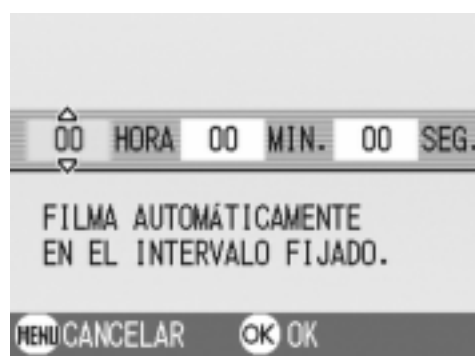 00 HORA 00 MIN. 00 SEG.
FILMA AUTOMÁTICAMENTE
EN EL INTERVALO FIJADO.
MENU CANCELAR OK OK